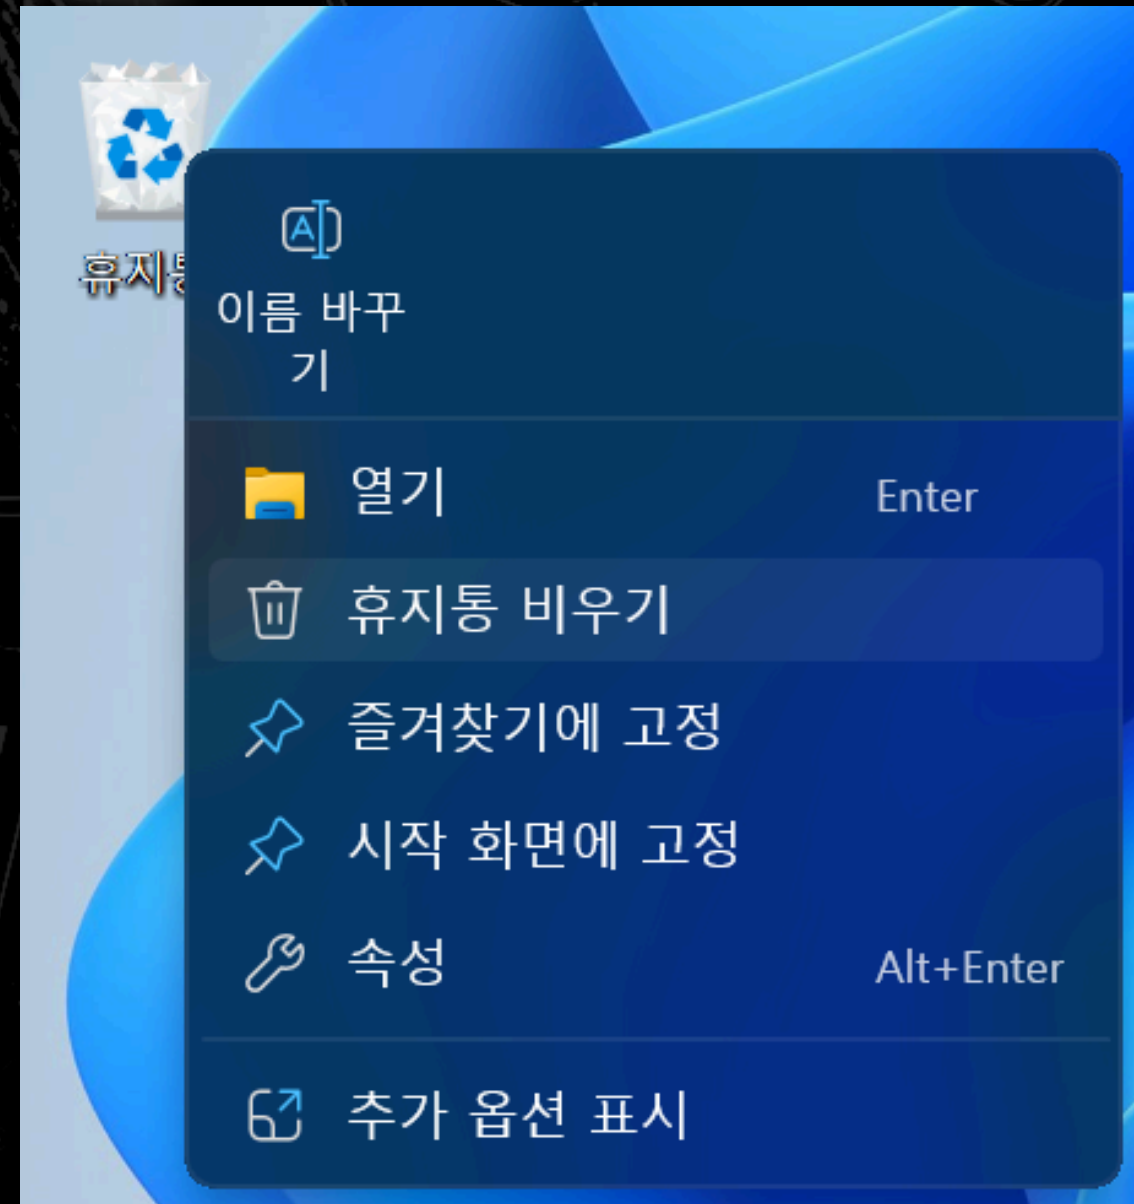 휴지통
이름 바꾸
기
열기 Enter
휴지통 비우기
즐겨찾기에 고정
시작 화면에 고정
속성 Alt+Enter
추가 옵션 표시